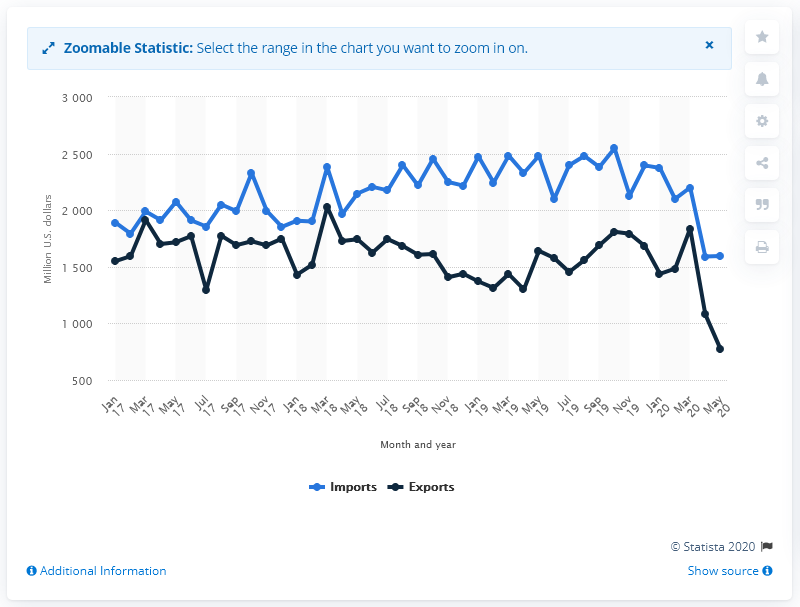 Zoomable Statistic: Select the range in the chart you want to zoom in on.
×
3 000
2 500
2 000
1 500
1 000
500
Million U.S. dollars
Jan 17
Mar 17
May 17
Jul 17
Sep 17
Nov 17
Jan 18
Mar 18
May 18
Jul 18
Sep 18
Nov 18
Jan 19
Mar 19
May 19
Jul 19
Sep 19
Nov 19
Jan 20
Mar 20
May 20
Month and year
Imports Exports
© Statista 2020
Additional Information
Show source